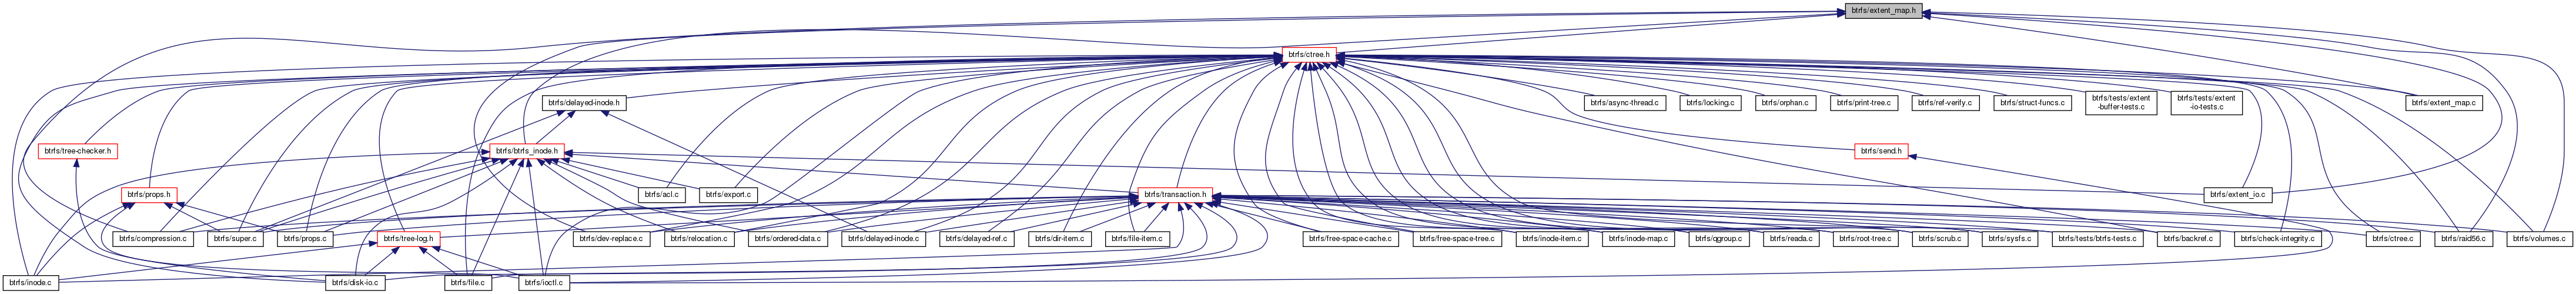 btrfs/extent_map.h
btrfs/ctree.h
btrfs/delayed-inode.h
btrfs/async-thread.c
btrfs/locking.c
btrfs/orphan.c
btrfs/print-tree.c
btrfs/ref-verify.c
btrfs/struct-funcs.c
btrfs/tests/extent
-buffer-tests.c
btrfs/tests/extent
-io-tests.c
btrfs/extent_map.c
btrfs/tree-checker.h
btrfs/btrfs_inode.h
btrfs/send.h
btrfs/props.h
btrfs/acl.c
btrfs/export.c
btrfs/transaction.h
btrfs/extent_io.c
btrfs/compression.c
btrfs/super.c
btrfs/props.c
btrfs/tree-log.h
btrfs/dev-replace.c
btrfs/relocation.c
btrfs/ordered-data.c
btrfs/delayed-inode.c
btrfs/delayed-ref.c
btrfs/dir-item.c
btrfs/file-item.c
btrfs/free-space-cache.c
btrfs/free-space-tree.c
btrfs/inode-item.c
btrfs/inode-map.c
btrfs/qgroup.c
btrfs/reada.c
btrfs/root-tree.c
btrfs/scrub.c
btrfs/sysfs.c
btrfs/tests/btrfs-tests.c
btrfs/backref.c
btrfs/check-integrity.c
btrfs/ctree.c
btrfs/raid56.c
btrfs/volumes.c
btrfs/inode.c
btrfs/disk-io.c
btrfs/file.c
btrfs/ioctl.c